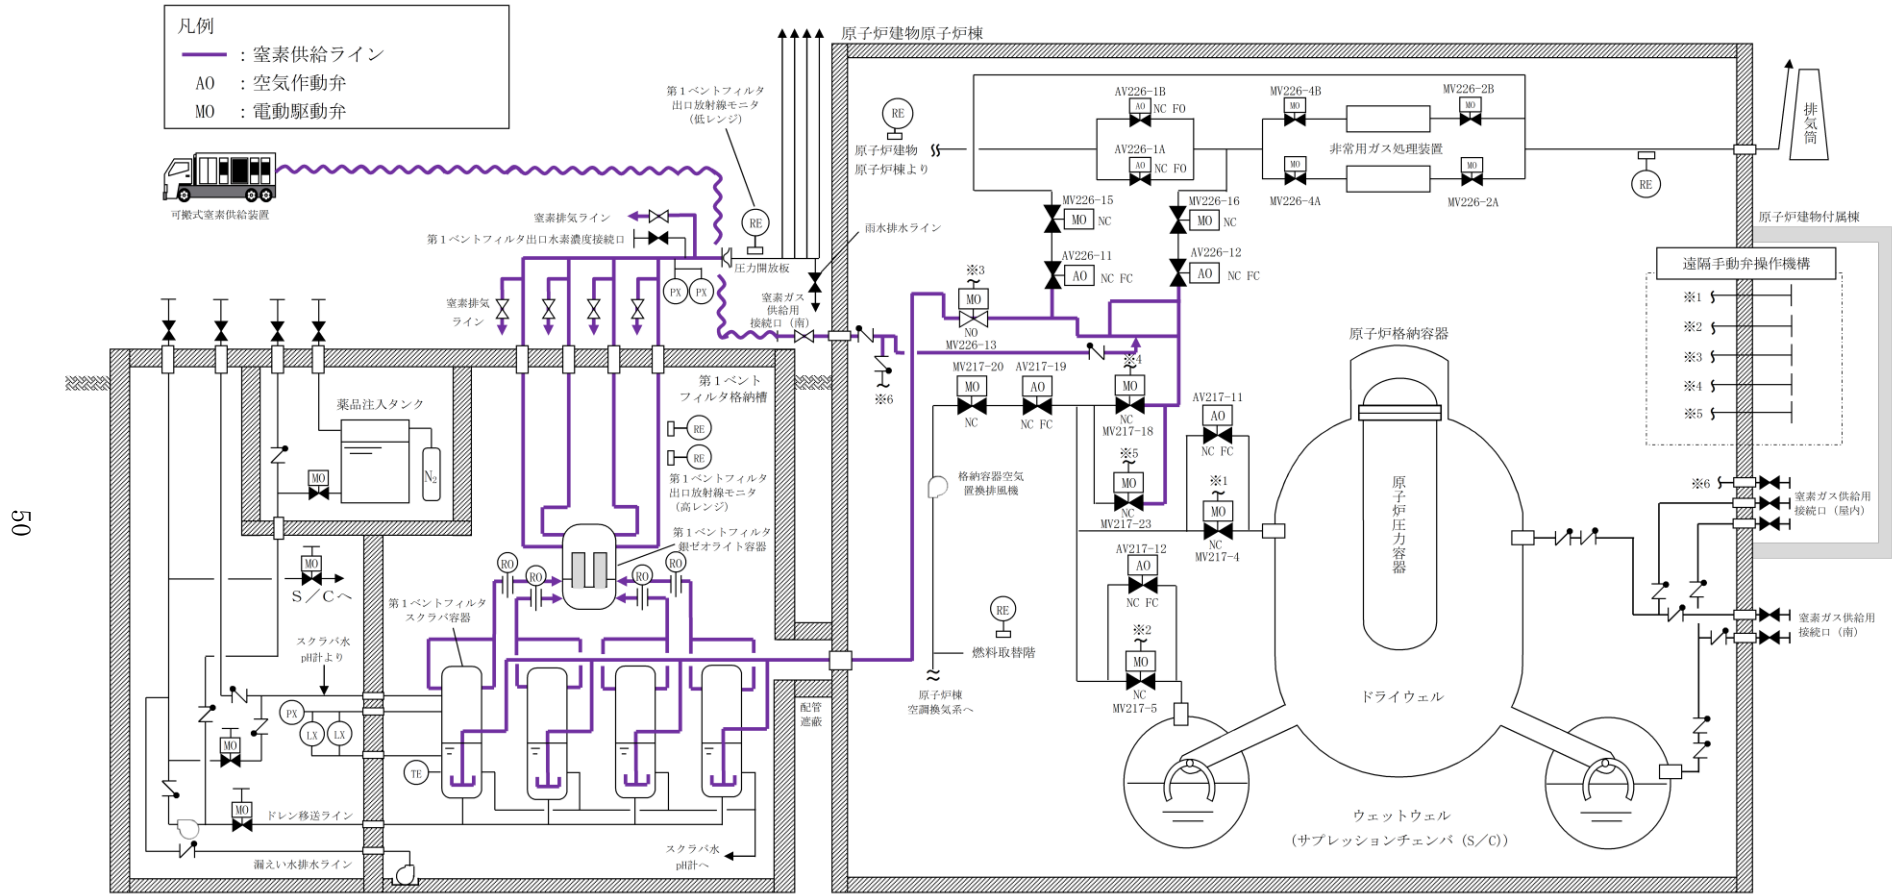 凡例
：窒素供給ライン
AO ：空気作動弁
MO ：電動駆動弁
可搬式窒素供給装置
第1ベントフィルタ
出口放射線モニタ
（低レンジ）
RE
窒素排気ライン
第1ベントフィルタ出口水素濃度接続口
圧力開放板
雨水排水ライン
PX
PX
窒素排気
ライン
窒素ガス
供給用
接続口（南）
原子炉建物原子炉棟
RE
原子炉建物
原子炉棟より
AV226-1B
AO
NC FO
AV226-1A
AO
NC FO
MV226-4B
MO
MV226-2B
MO
非常用ガス処理装置
MO
MV226-4A
MO
MV226-2A
RE
排気筒
MV226-15
MO
NC
MV226-16
MO
NC
AV226-11
AO
NC FC
AV226-12
AO
NC FC
※3
MO
NO
MV226-13
※6
MV217-20
MO
NC
AV217-19
AO
NC FC
※4
MO
NC
MV217-18
※5
MO
NC
MV217-23
AV217-11
AO
NC FC
※1
MO
NC
MV217-4
AV217-12
AO
NC FC
※2
MO
NC
MV217-5
格納容器空気
置換排風機
RE
燃料取替階
原子炉棟
空調換気系へ
原子炉格納容器
原子炉圧力容器
ドライウェル
ウェットウェル
（サプレッションチェンバ（S／C））
原子炉建物付属棟
遠隔手動弁操作機構
※1
※2
※3
※4
※5
※6
窒素ガス供給用
接続口（屋内）
窒素ガス供給用
接続口（南）
薬品注入タンク
N2
MO
MO
S／Cへ
第1ベント
フィルタ格納槽
RE
RE
第1ベントフィルタ
出口放射線モニタ
（高レンジ）
第1ベントフィルタ
銀ゼオライト容器
RO
RO
RO
RO
第1ベントフィルタ
スクラバ容器
スクラバ水
pH計より
PX
LX
LX
TE
MO
MO
ドレン移送ライン
漏えい水排水ライン
スクラバ水
pH計へ
配管
遮蔽
50